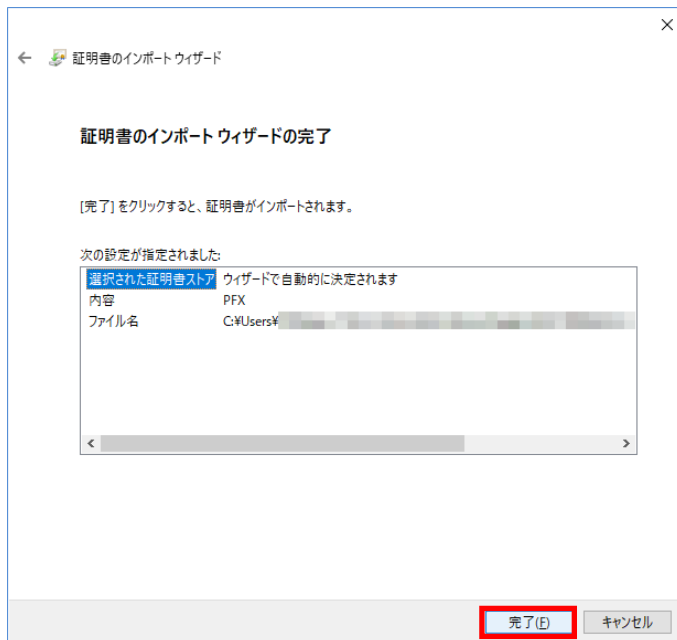 証明書のインポート ウィザード
証明書のインポート ウィザードの完了
[完了] をクリックすると、証明書がインポートされます。
次の設定が指定されました:
選択された証明書ストア ウィザードで自動的に決定されます
内容 PFX
ファイル名 C:¥Users¥
完了(F) キャンセル